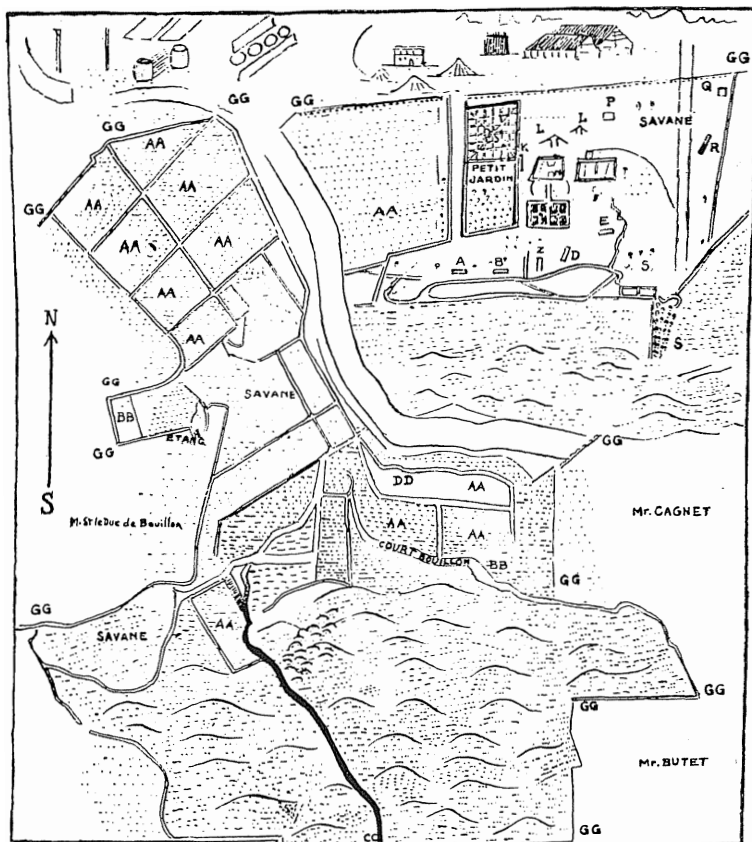 GG
Q
GG
GG
P
SAVANE
L
L
R
K
AA
PETIT
JARDIN
AA
AA
GG
AA
AA
AA
AA
E
A
B
Z
D
S
AA
N
AA
S
GG
SAVANE
BB
ETANG
GG
GG
DD
AA
S
Mr. CAGNET
M. St le Duc de Bouillon
AA
AA
COURT BOUILLON
BB
GG
GG
SAVANE
AA
GG
GG
Mr. BUTET
CC
GG